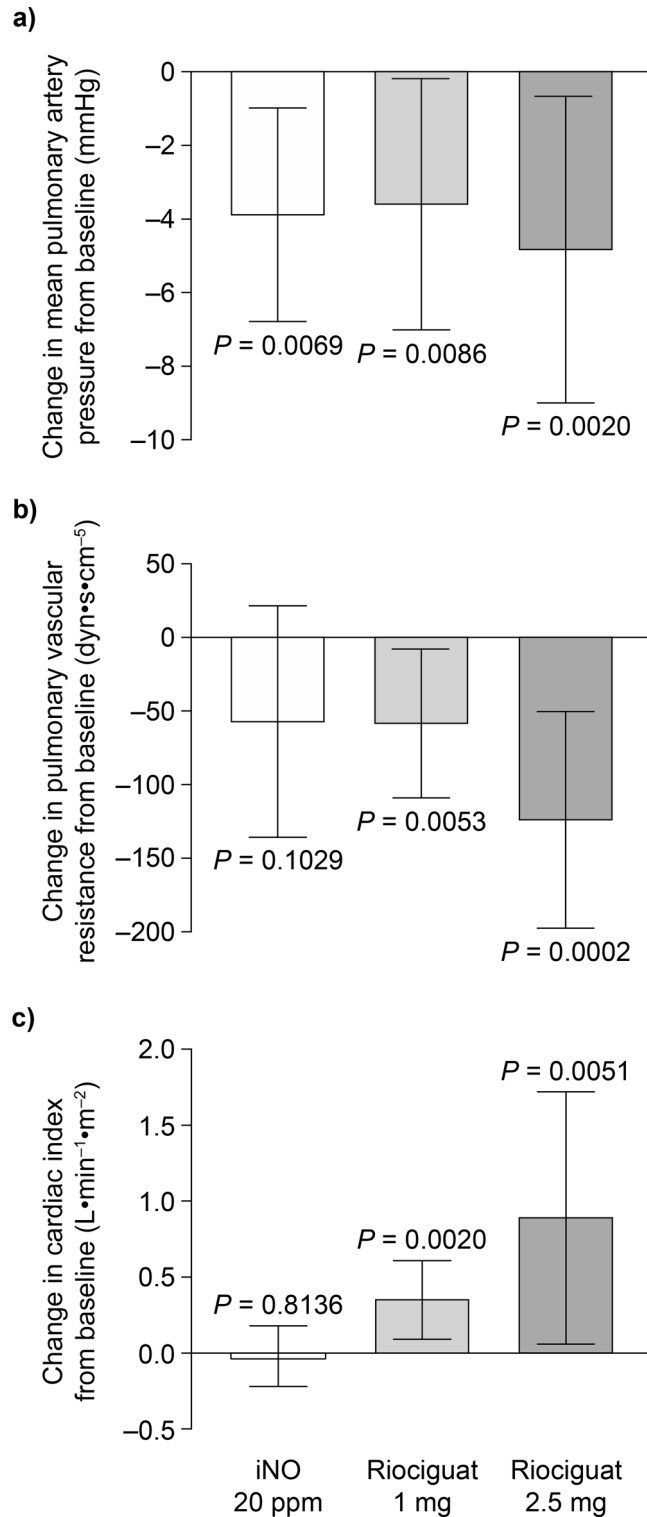 a)
Change in mean pulmonary artery
pressure from baseline (mmHg)
0
–2
–4
–6
–8
–10
P = 0.0069
P = 0.0086
P = 0.0020
b)
Change in pulmonary vascular
resistance from baseline (dyn•s•cm⁻⁵)
50
0
–50
–100
–150
–200
P = 0.1029
P = 0.0053
P = 0.0002
c)
Change in cardiac index
from baseline (L•min⁻¹•m⁻²)
2.0
1.5
1.0
0.5
0.0
–0.5
P = 0.8136
P = 0.0020
P = 0.0051
iNO
20 ppm
Riociguat
1 mg
Riociguat
2.5 mg